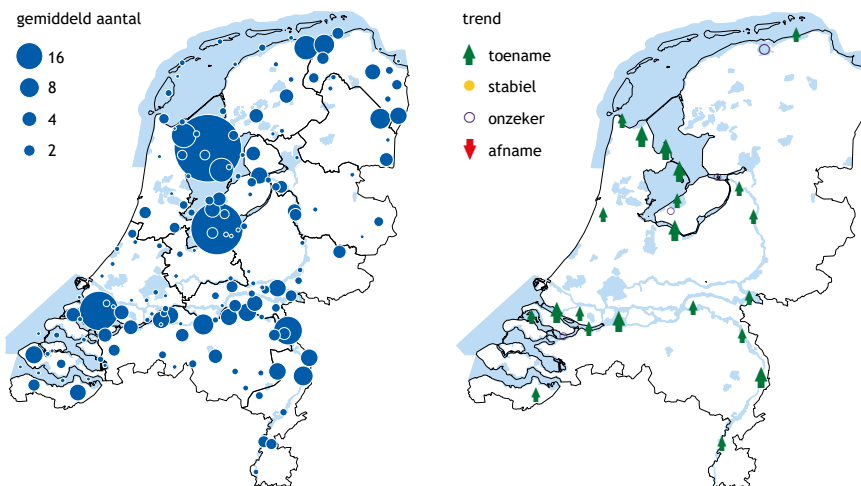 gemiddeld aantal
16
8
4
2
trend
toename
stabiel
onzeker
afname